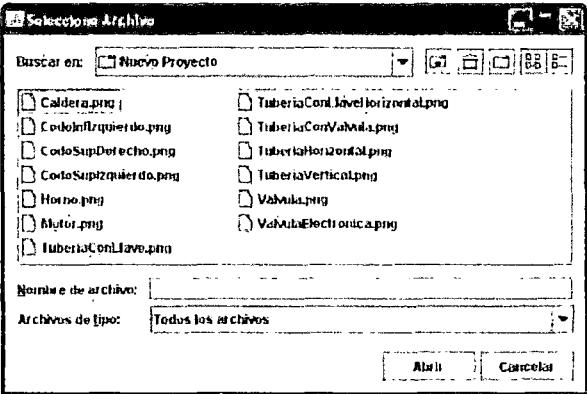 Seleccione Archivo
Buscar en: Nuevo Proyecto
Caldera.png
CodoInfIzquierdo.png
CodoSupDerecho.png
CodoSupIzquierdo.png
Horno.png
Motor.png
TuberiaConLlave.png
TuberiaConLlaveHorizontal.png
TuberiaConValvula.png
TuberiaHorizontal.png
TuberiaVertical.png
Valvula.png
ValvulaElectronica.png
Nombre de archivo:
Archivos de tipo: Todos los archivos
Abrir Cancelar